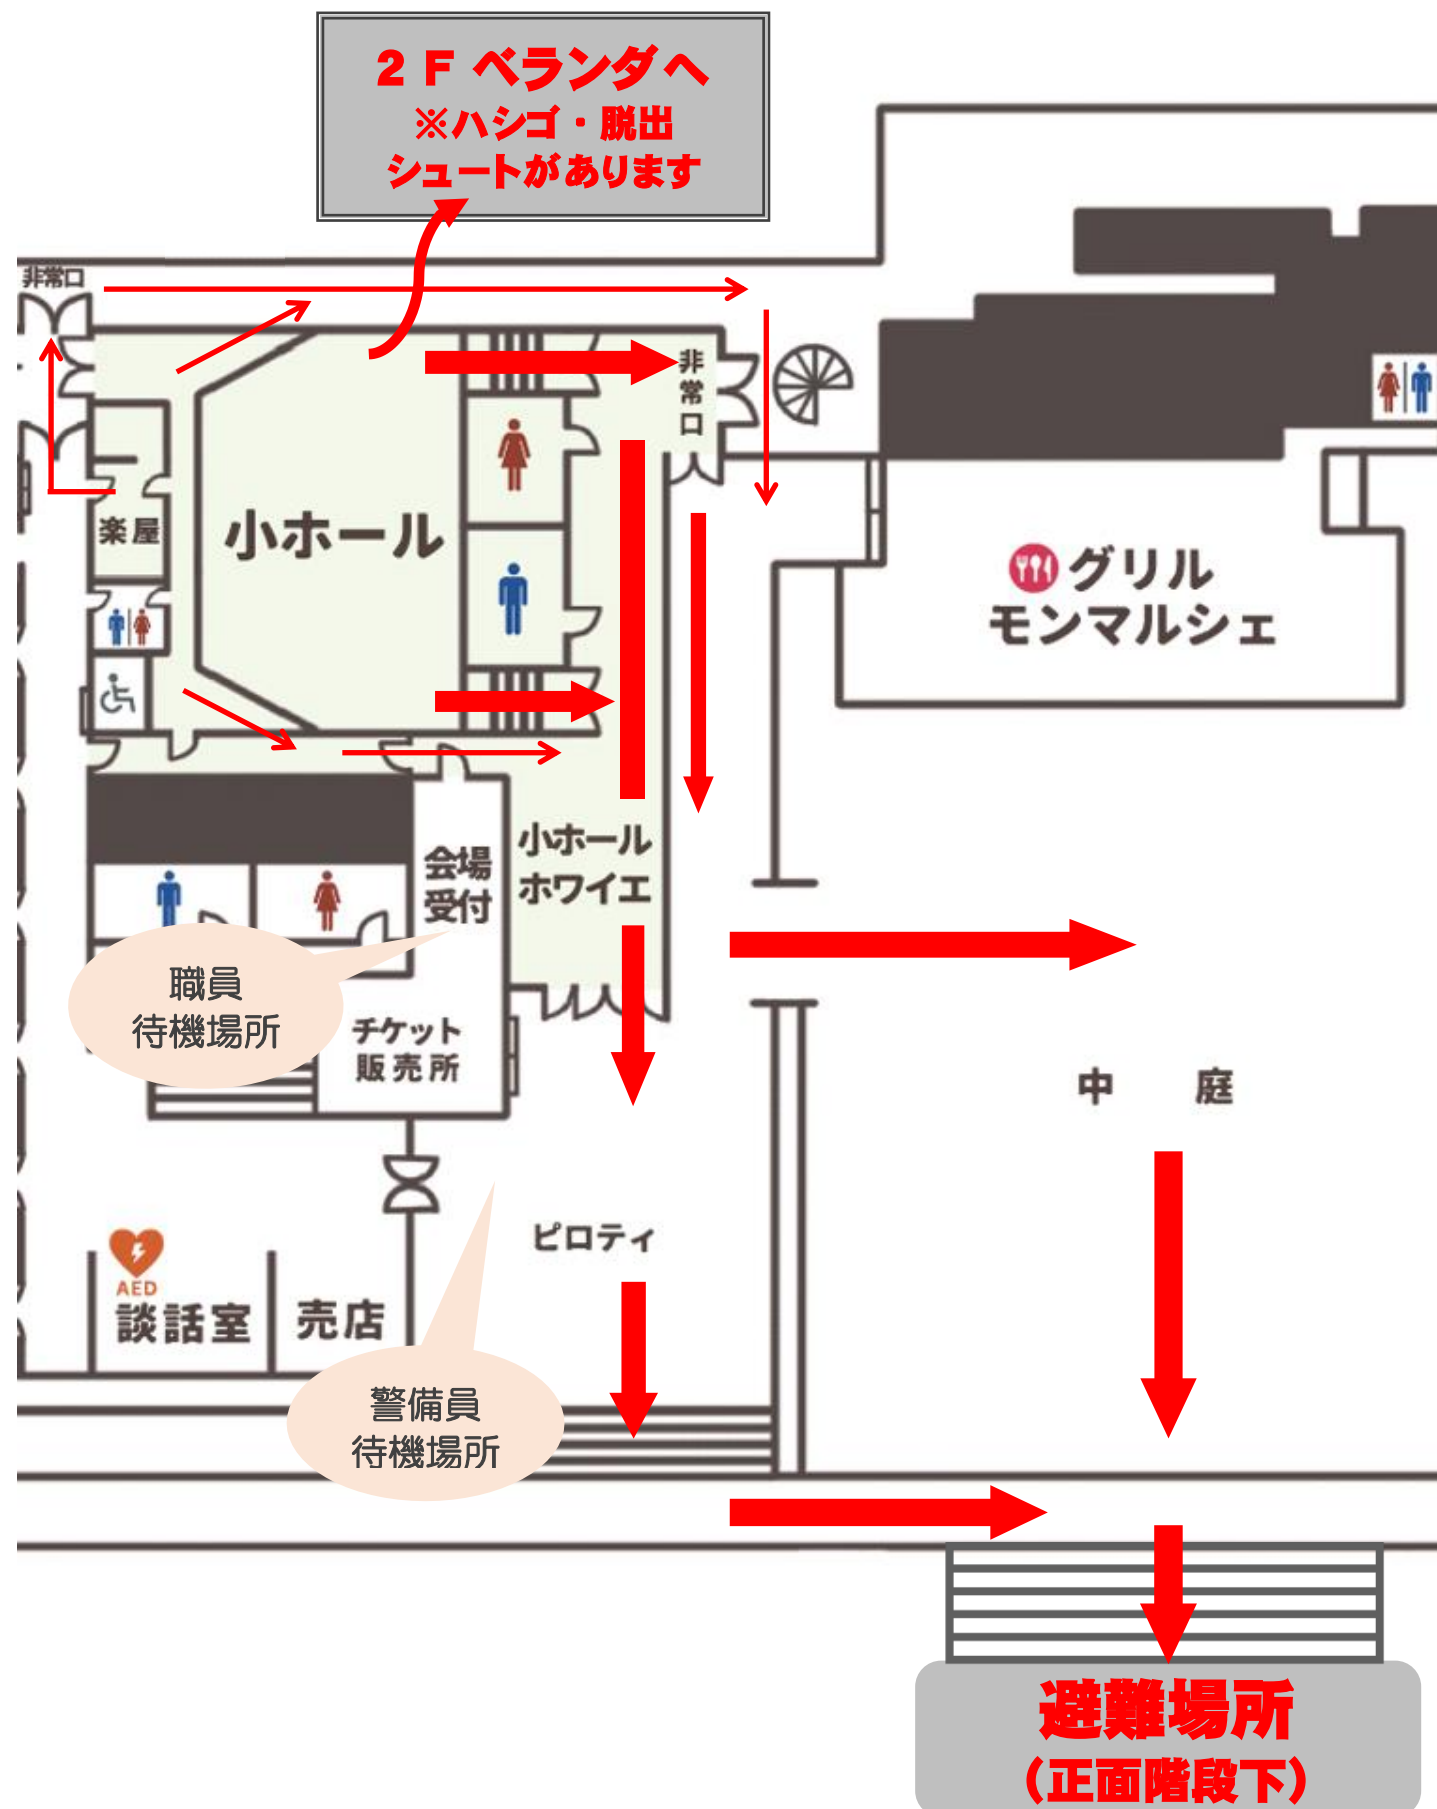 ２Ｆ ベランダへ
※ハシゴ・脱出
シュートがあります
非常口
非
常
口
楽屋
小ホール
グリル
モンマルシェ
小ホール
ホワイエ
会場
受付
職員
待機場所
チケット
販売所
中　庭
ピロティ
AED
談話室
売店
警備員
待機場所
避難場所
（正面階段下）